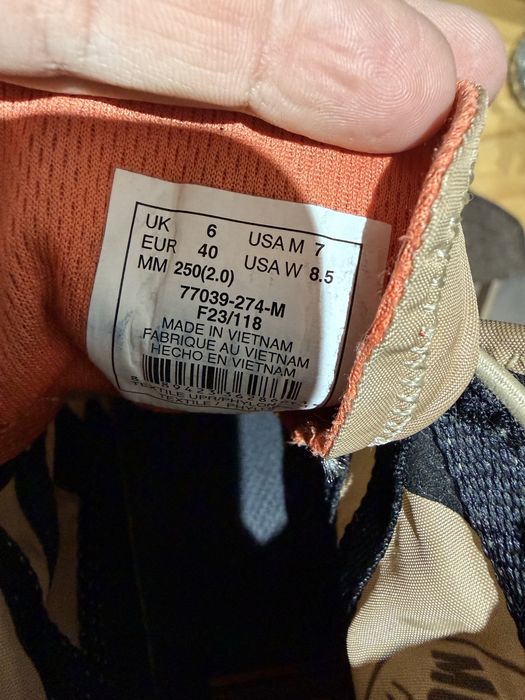 UK 6 USA M 7
EUR 40 USA W 8.5
MM 250(2.0)
77039-274-M
F23/118
MADE IN VIETNAM
FABRIQUE AU VIETNAM
HECHO EN VIETNAM